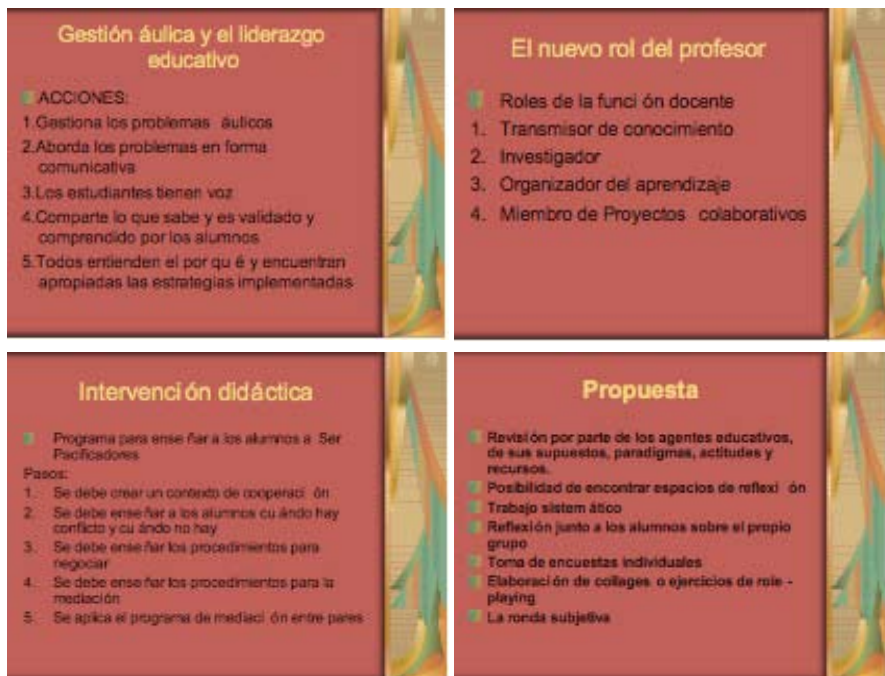 Gestión áulica y el liderazgo
educativo
ACCIONES:
1.Gestiona los problemas áulicos
2.Aborda los problemas en forma
comunicativa
3.Los estudiantes tienen voz
4.Comparte lo que sabe y es validado y
comprendido por los alumnos
5.Todos entienden el por qu é y encuentran
apropiadas las estrategias implementadas
El nuevo rol del profesor
Roles de la funci ón docente
1. Transmisor de conocimiento
2. Investigador
3. Organizador del aprendizaje
4. Miembro de Proyectos colaborativos
Intervenci ón didáctica
Programa para ense ñar a los alumnos a Ser
Pacificadores
Pasos:
1. Se debe crear un contexto de cooperaci ón
2. Se debe ense ñar a los alumnos cu ándo hay
conflicto y cu ándo no hay
3. Se debe ense ñar los procedimientos para
negociar
4. Se debe ense ñar los procedimientos para la
mediación
5. Se aplica el programa de mediaci ón entre pares
Propuesta
Revisi ón por parte de los agentes educativos,
de sus supuestos, paradigmas, actitudes y
recursos.
Posibilidad de encontrar espacios de reflexi ón
Trabajo sistem ático
Reflexión junto a los alumnos sobre el propio
grupo
Toma de encuestas individuales
Elaboraci ón de collages o ejercicios de role -
playing
La ronda subjetiva